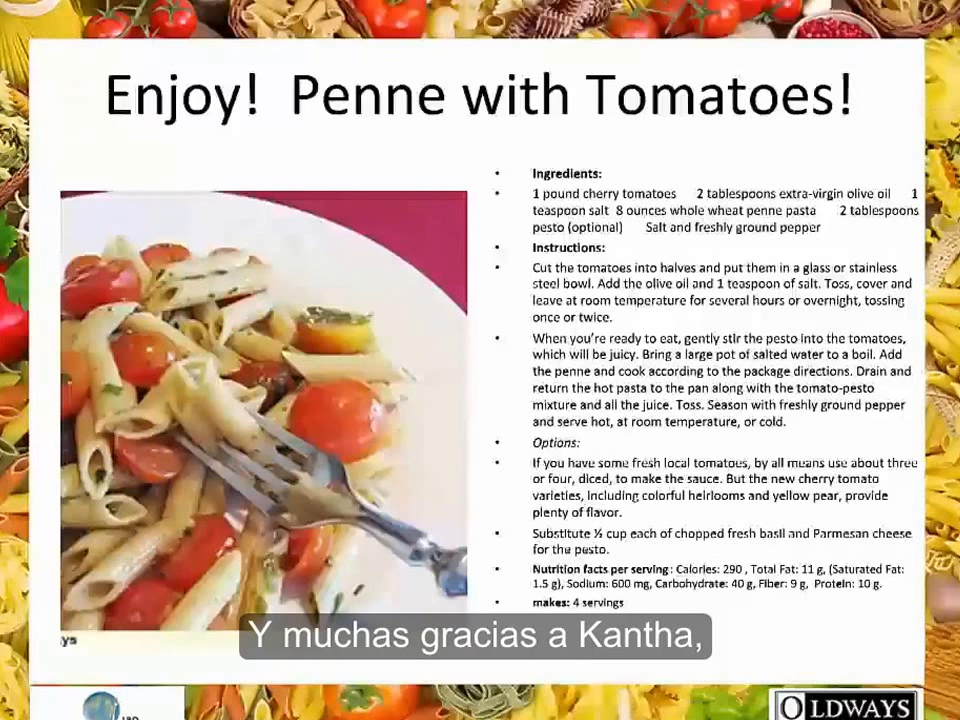 Enjoy!  Penne with Tomatoes!
• Ingredients:
• 1 pound cherry tomatoes 2 tablespoons extra-virgin olive oil 1
teaspoon salt 8 ounces whole wheat penne pasta 2 tablespoons
pesto (optional) Salt and freshly ground pepper
• Instructions:
• Cut the tomatoes into halves and put them in a glass or stainless
steel bowl. Add the olive oil and 1 teaspoon of salt. Toss, cover and
leave at room temperature for several hours or overnight, tossing
once or twice.
• When you're ready to eat, gently stir the pesto into the tomatoes,
which will be juicy. Bring a large pot of salted water to a boil. Add
the penne and cook according to the package directions. Drain and
return the hot pasta to the pan along with the tomato-pesto
mixture and all the juice. Toss. Season with freshly ground pepper
and serve hot, at room temperature, or cold.
• Options:
• If you have some fresh local tomatoes, by all means use about three
or four, diced, to make the sauce. But the new cherry tomato
varieties, including colorful heirlooms and yellow pear, provide
plenty of flavor.
• Substitute ½ cup each of chopped fresh basil and Parmesan cheese
for the pesto.
• Nutrition facts per serving: Calories: 290 , Total Fat: 11 g, (Saturated Fat:
1.5 g), Sodium: 600 mg, Carbohydrate: 40 g, Fiber: 9 g, Protein: 10 g.
• makes: 4 servings
Y muchas gracias a Kantha,
OLDWAYS